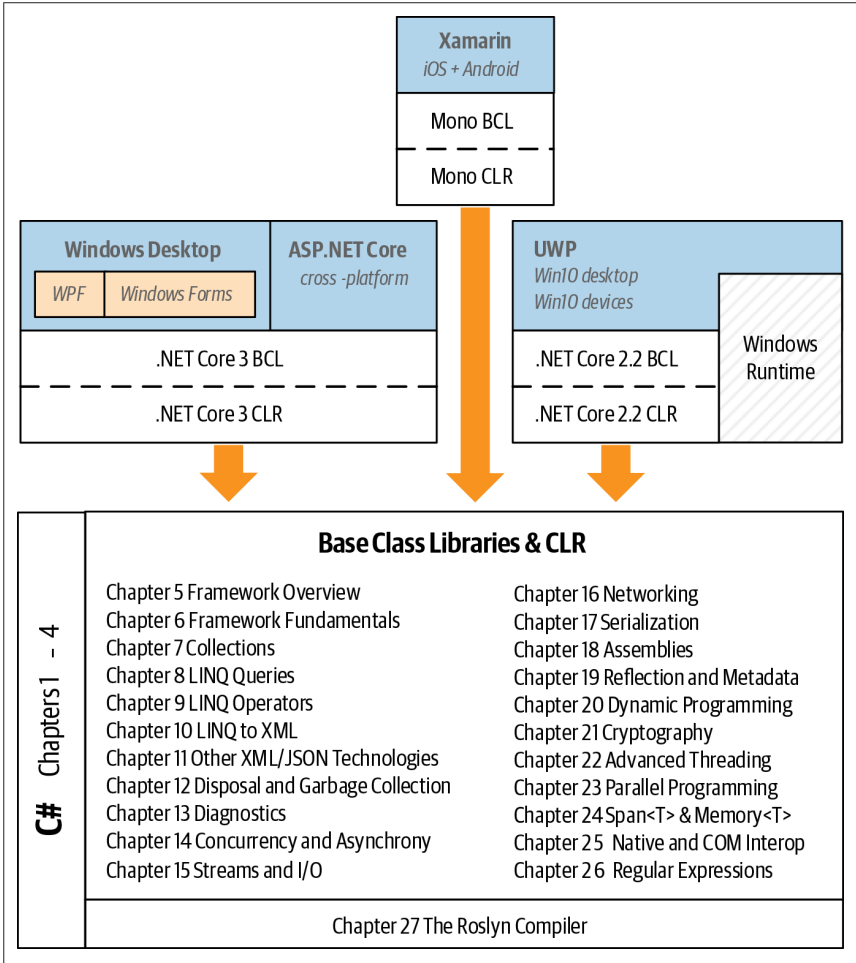 Xamarin
iOS + Android
Mono BCL
Mono CLR
Windows Desktop
WPF
Windows Forms
ASP.NET Core
cross -platform
.NET Core 3 BCL
.NET Core 3 CLR
UWP
Win10 desktop
Win10 devices
.NET Core 2.2 BCL
.NET Core 2.2 CLR
Windows
Runtime
C# Chapters 1 - 4
Base Class Libraries & CLR
Chapter 5 Framework Overview
Chapter 6 Framework Fundamentals
Chapter 7 Collections
Chapter 8 LINQ Queries
Chapter 9 LINQ Operators
Chapter 10 LINQ to XML
Chapter 11 Other XML/JSON Technologies
Chapter 12 Disposal and Garbage Collection
Chapter 13 Diagnostics
Chapter 14 Concurrency and Asynchrony
Chapter 15 Streams and I/O
Chapter 16 Networking
Chapter 17 Serialization
Chapter 18 Assemblies
Chapter 19 Reflection and Metadata
Chapter 20 Dynamic Programming
Chapter 21 Cryptography
Chapter 22 Advanced Threading
Chapter 23 Parallel Programming
Chapter 24 Span<T> & Memory<T>
Chapter 25 Native and COM Interop
Chapter 26 Regular Expressions
Chapter 27 The Roslyn Compiler